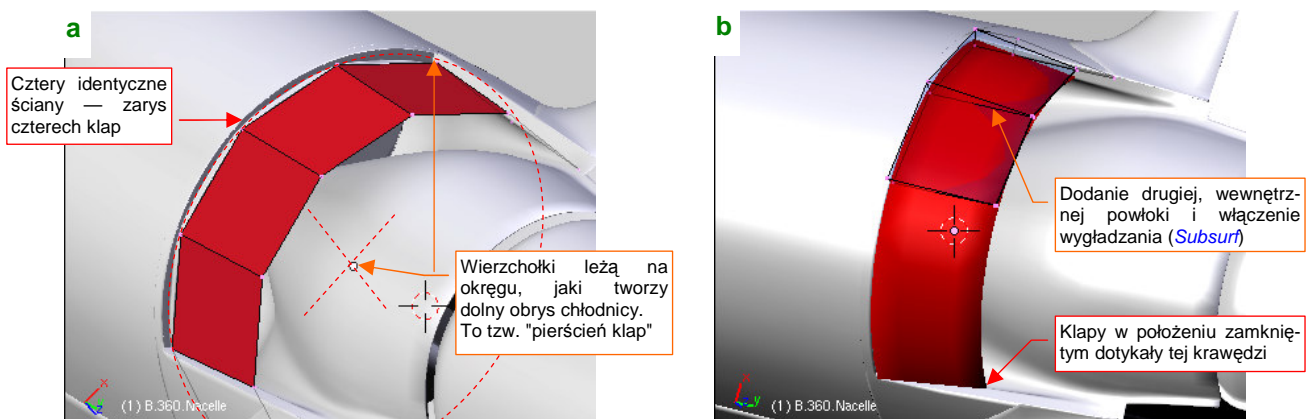 a
Cztery identyczne
ściany — zarys
czterech klap
Wierzchołki leżą na
okręgu, jaki tworzy
dolny obrys chłodnicy.
To tzw. "pierścień klap"
x
y
z
(1) B.360.Nacelle
b
Dodanie drugiej, wewnętrz-
nej powłoki i włączenie
wygładzania (Subsurf)
Klapy w położeniu zamknię-
tym dotykały tej krawędzi
x
z
y
(1) B.360.Nacelle